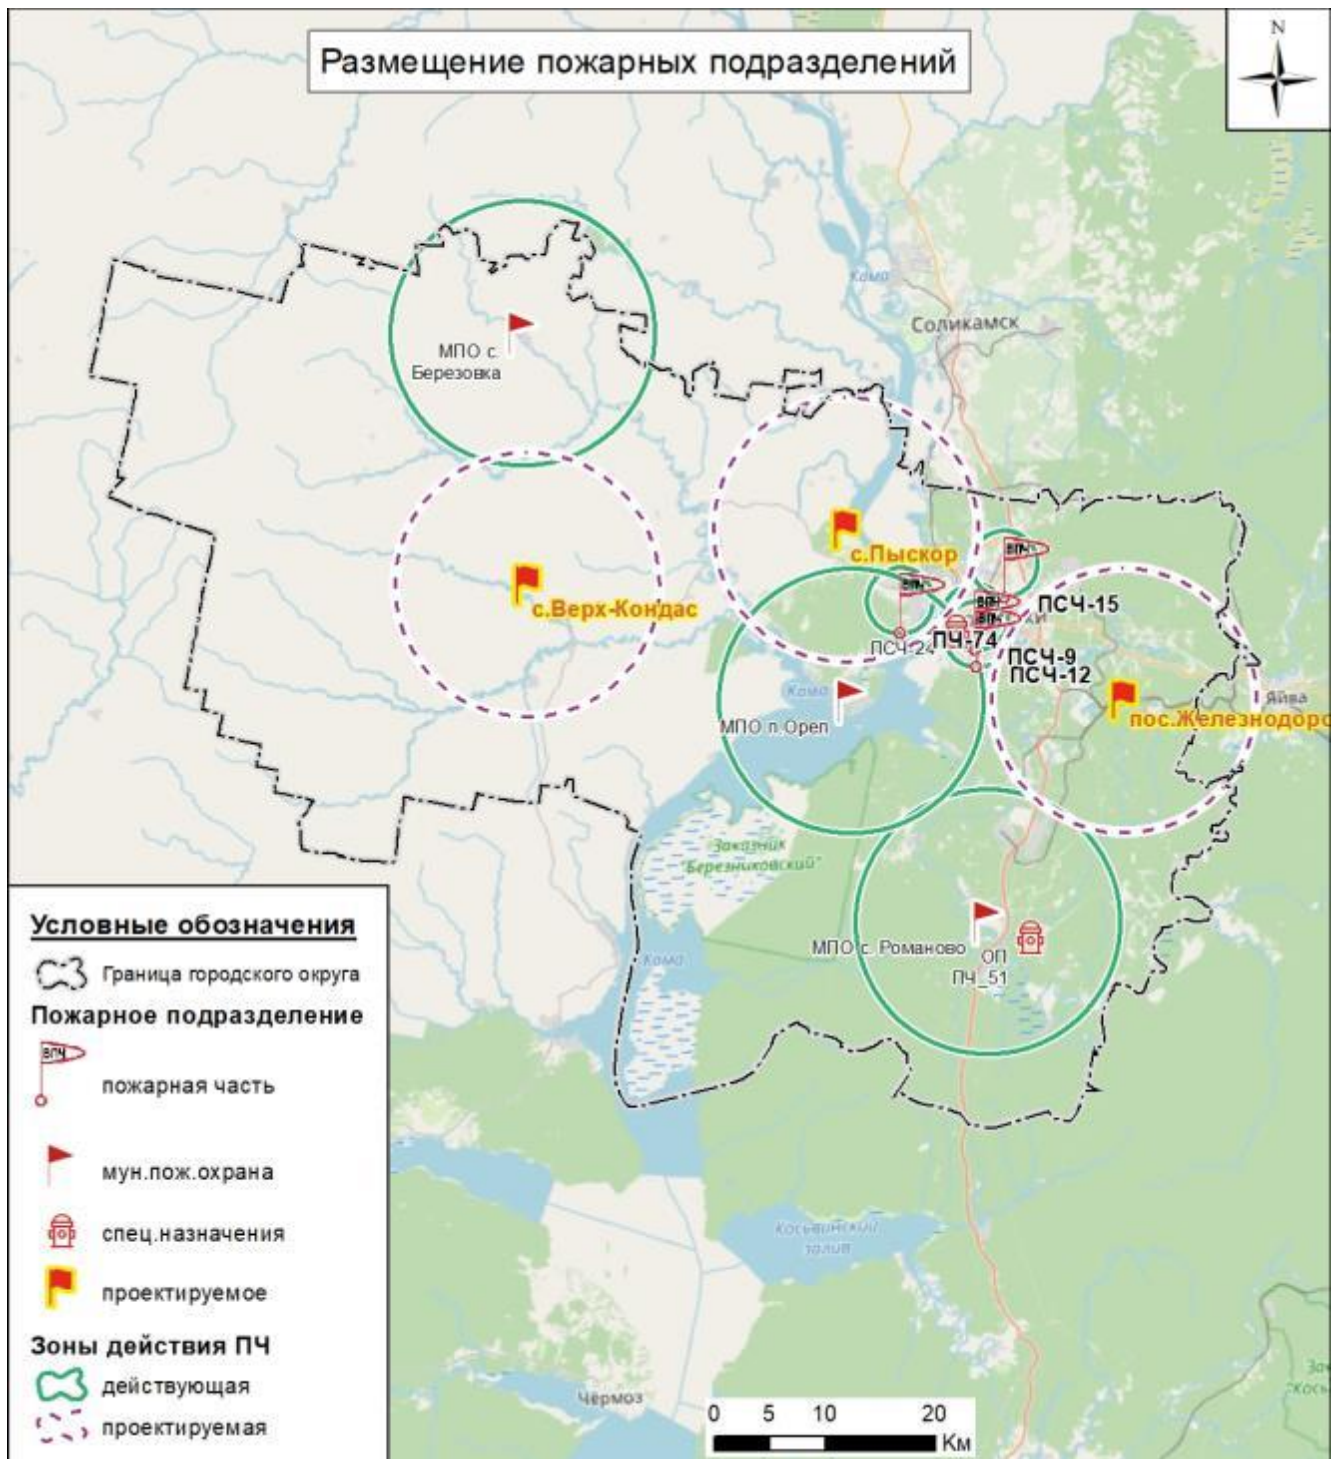 Размещение пожарных подразделений
N
Кама
Соликамск
МПО с.
Березовка
с.Пыскор
ВПЧ
ВПЧ
с.Верх-Кондас
ВПЧ
ВПЧ
ПСЧ-15
ки
ПСЧ-24
ПЧ-74
ПСЧ-9
ПСЧ-12
Кама
МПО п.Орел
Яйва
пос.Железнодоро
Заказник
"Березниковский"
МПО с. Романово
ОП
ПЧ_51
Кама
Косьвинский
залив
Чёрмоз
Условные обозначения
Граница городского округа
Пожарное подразделение
ВПЧ
пожарная часть
мун.пож.охрана
спец.назначения
проектируемое
Зоны действия ПЧ
действующая
проектируемая
0 5 10 20
Км